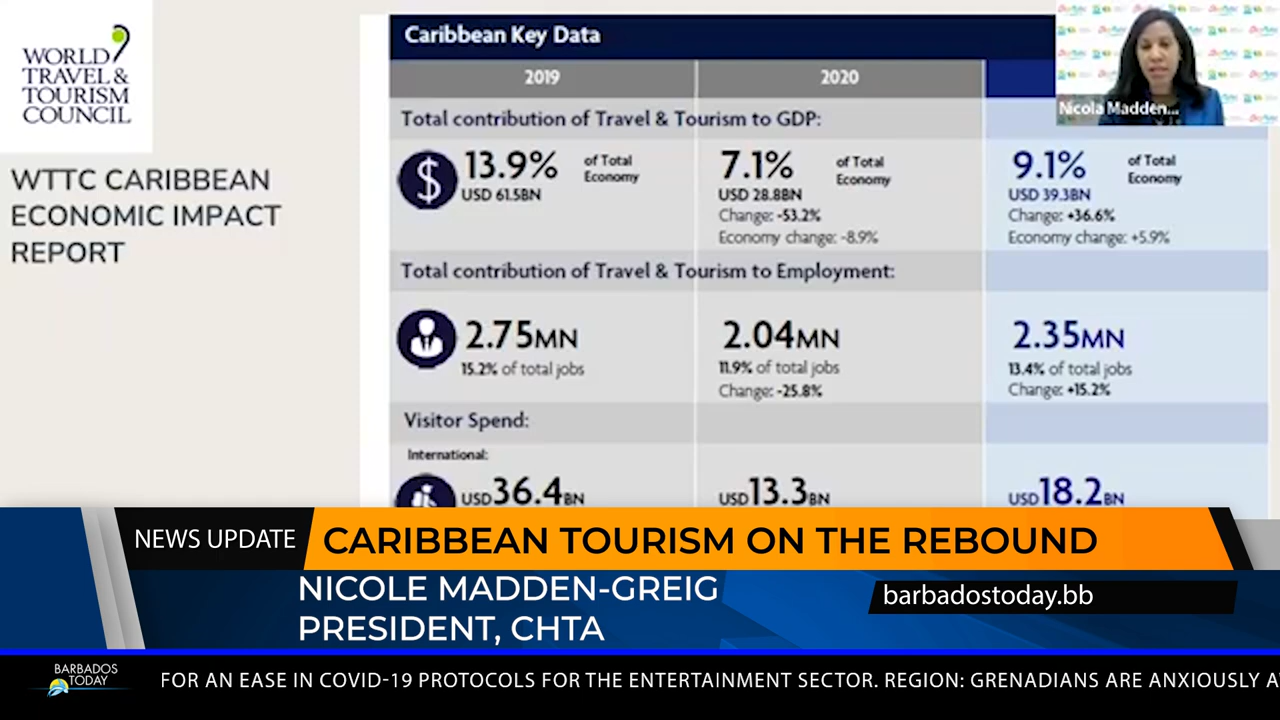 WORLD
TRAVEL &
TOURISM
COUNCIL
WTTC CARIBBEAN
ECONOMIC IMPACT
REPORT
Caribbean Key Data
2019 2020
Nicola Madden...
Total contribution of Travel & Tourism to GDP:
13.9% of Total Economy
USD 61.5BN
7.1% of Total Economy
USD 28.8BN
Change: -53.2%
Economy change: -8.9%
9.1% of Total Economy
USD 39.3BN
Change: +36.6%
Economy change: +5.9%
Total contribution of Travel & Tourism to Employment:
2.75MN
15.2% of total jobs
2.04MN
11.9% of total jobs
Change: -25.8%
2.35MN
13.4% of total jobs
Change: +15.2%
Visitor Spend:
International:
USD36.4BN USD13.3BN USD18.2BN
NEWS UPDATE CARIBBEAN TOURISM ON THE REBOUND
NICOLE MADDEN-GREIG
PRESIDENT, CHTA
barbadostoday.bb
BARBADOS
TODAY
FOR AN EASE IN COVID-19 PROTOCOLS FOR THE ENTERTAINMENT SECTOR. REGION: GRENADIANS ARE ANXIOUSLY